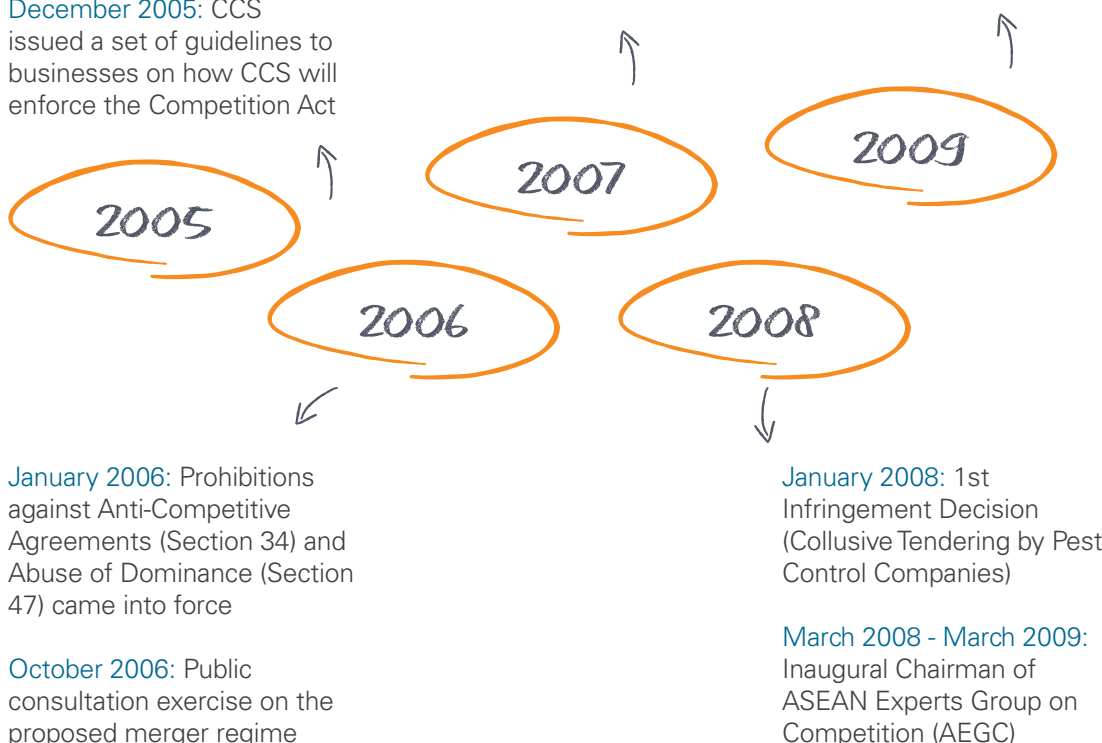 December 2005: CCS
issued a set of guidelines to
businesses on how CCS will
enforce the Competition Act
2005
2007
2009
2006
2008
January 2006: Prohibitions
against Anti-Competitive
Agreements (Section 34) and
Abuse of Dominance (Section
47) came into force
October 2006: Public
consultation exercise on the
proposed merger regime
January 2008: 1st
Infringement Decision
(Collusive Tendering by Pest
Control Companies)
March 2008 - March 2009:
Inaugural Chairman of
ASEAN Experts Group on
Competition (AEGC)